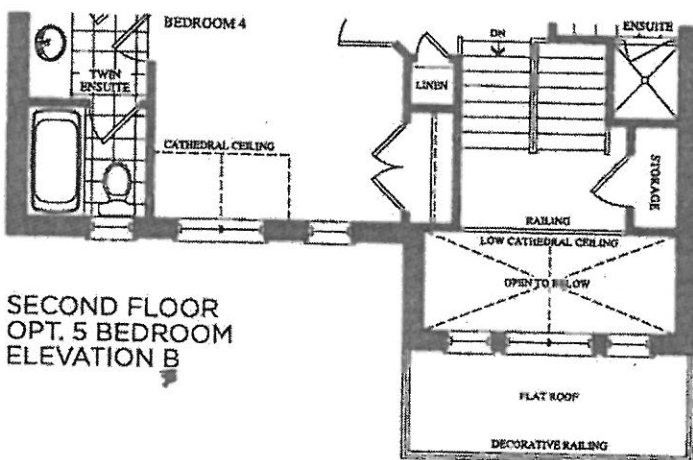 BEDROOM 4
DN
ENSUITE
TWIN
ENSUITE
LINEN
CATHEDRAL CEILING
STORAGE
RAILING
LOW CATHEDRAL CEILING
OPEN TO BELOW
SECOND FLOOR
OPT. 5 BEDROOM
ELEVATION B
FLAT ROOF
DECORATIVE RAILING